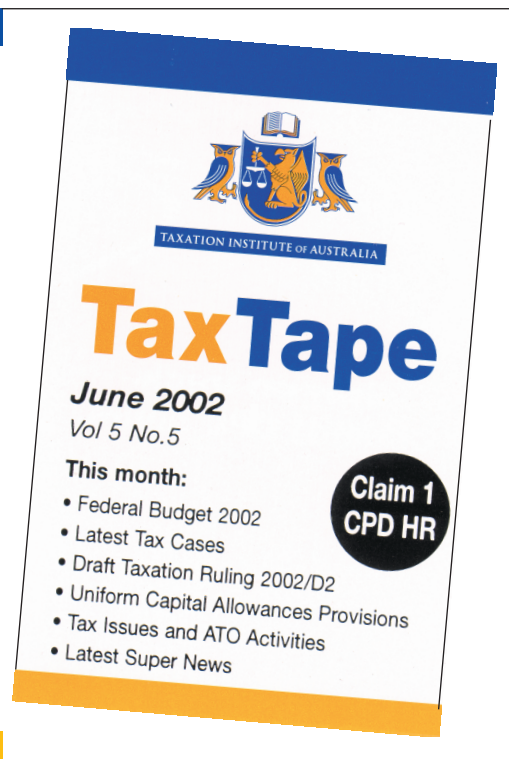 TAXATION INSTITUTE OF AUSTRALIA
TaxTape
June 2002
Vol 5 No.5
This month:
• Federal Budget 2002
• Latest Tax Cases
• Draft Taxation Ruling 2002/D2
• Uniform Capital Allowances Provisions
• Tax Issues and ATO Activities
• Latest Super News
Claim 1
CPD HR